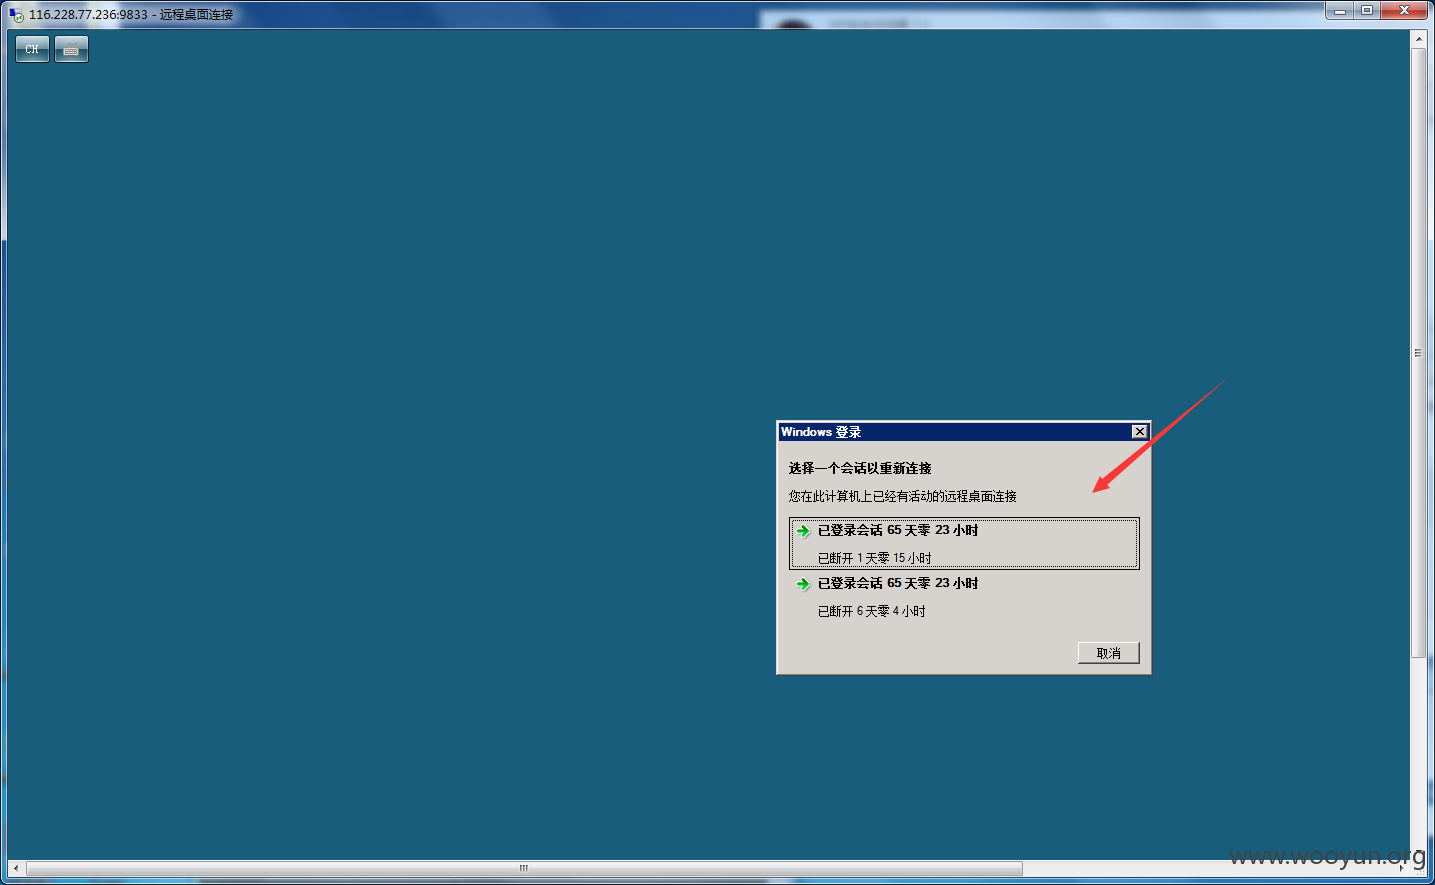 116.228.77.236:9833 - 远程桌面连接
CH
Windows 登录
选择一个会话以重新连接
您在此计算机上已经有活动的远程桌面连接
已登录会话 65 天零 23 小时
已断开 1 天零 15 小时
已登录会话 65 天零 23 小时
已断开 6 天零 4 小时
取消
www.wooyun.org